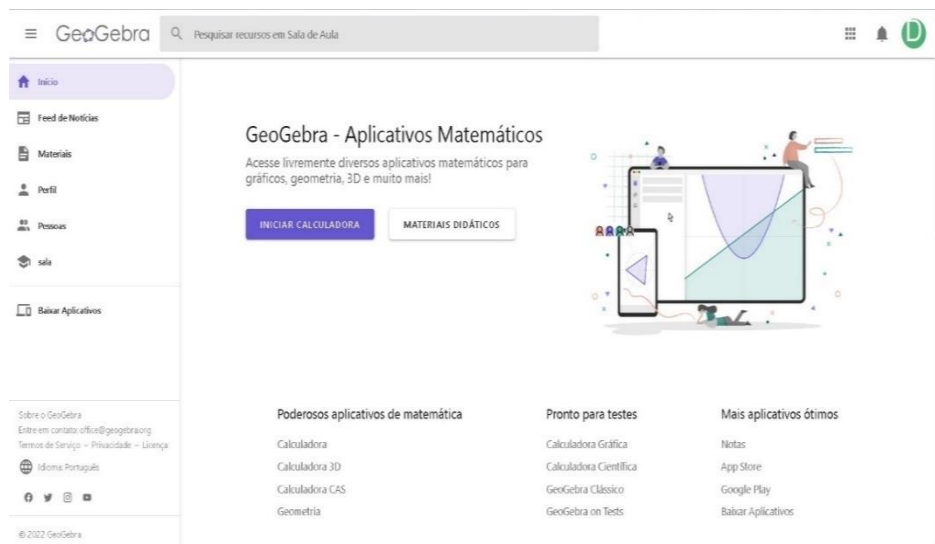 GeoGebra
Pesquisar recursos em Sala de Aula
D
Início
Feed de Notícias
Materiais
Perfil
Pessoas
sala
Baixar Aplicativos
Sobre o GeoGebra
Entre em contato: office@geogebra.org
Termos de Serviço – Privacidade – Licença
Idioma: Português
© 2022 GeoGebra
GeoGebra - Aplicativos Matemáticos
Acesse livremente diversos aplicativos matemáticos para
gráficos, geometria, 3D e muito mais!
INICIAR CALCULADORA
MATERIAIS DIDÁTICOS
Poderosos aplicativos de matemática
Calculadora
Calculadora 3D
Calculadora CAS
Geometria
Pronto para testes
Calculadora Gráfica
Calculadora Científica
GeoGebra Clássico
GeoGebra on Tests
Mais aplicativos ótimos
Notas
App Store
Google Play
Baixar Aplicativos